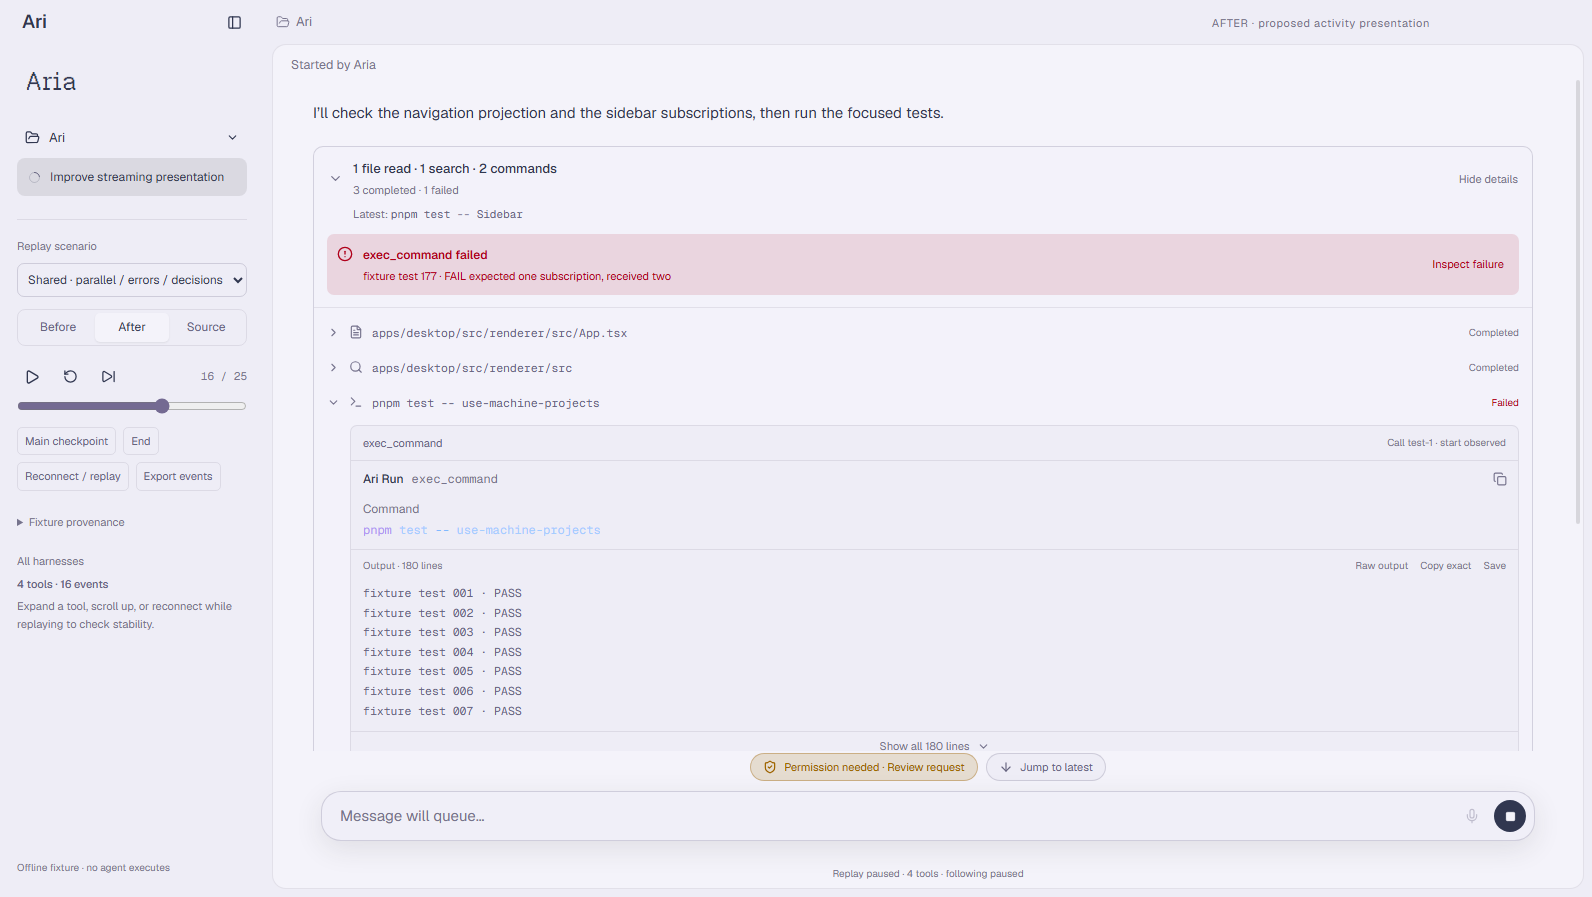 Ari
Ari
AFTER · proposed activity presentation
Aria
Ari
Improve streaming presentation
Replay scenario
Shared · parallel / errors / decisions
Before After Source
16 / 25
Main checkpoint End
Reconnect / replay Export events
Fixture provenance
All harnesses
4 tools · 16 events
Expand a tool, scroll up, or reconnect while
replaying to check stability.
Offline fixture · no agent executes
Started by Aria
I’ll check the navigation projection and the sidebar subscriptions, then run the focused tests.
1 file read · 1 search · 2 commands
3 completed · 1 failed
Hide details
Latest: pnpm test -- Sidebar
exec_command failed
fixture test 177 · FAIL expected one subscription, received two
Inspect failure
apps/desktop/src/renderer/src/App.tsx Completed
apps/desktop/src/renderer/src Completed
pnpm test -- use-machine-projects Failed
exec_command Call test-1 · start observed
Ari Run exec_command
Command
pnpm test -- use-machine-projects
Output · 180 lines Raw output Copy exact Save
fixture test 001 · PASS
fixture test 002 · PASS
fixture test 003 · PASS
fixture test 004 · PASS
fixture test 005 · PASS
fixture test 006 · PASS
fixture test 007 · PASS
Show all 180 lines
Permission needed · Review request Jump to latest
Message will queue...
Replay paused · 4 tools · following paused